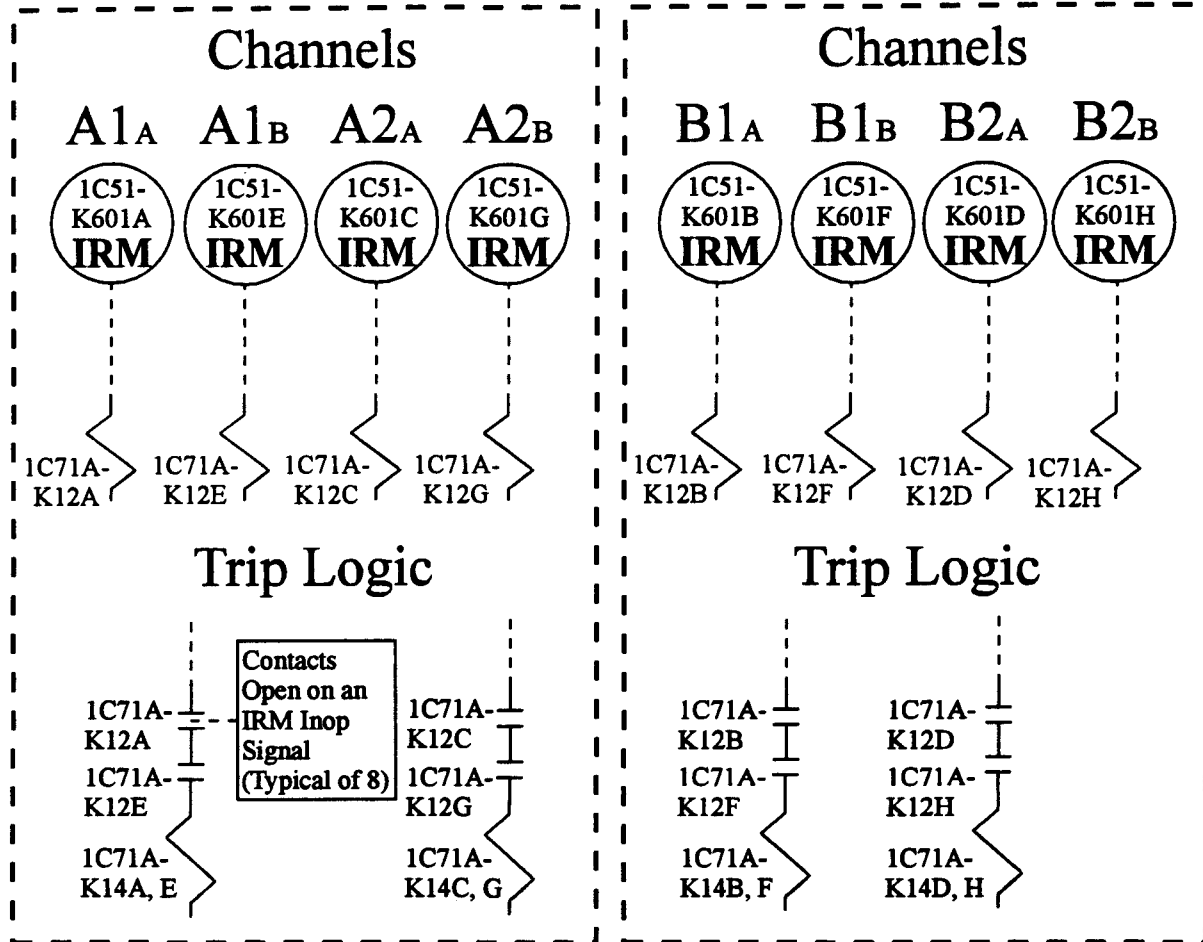 Channels
A1A A1B A2A A2B
1C51-
K601A
IRM
1C51-
K601E
IRM
1C51-
K601C
IRM
1C51-
K601G
IRM
1C71A-
K12A
1C71A-
K12E
1C71A-
K12C
1C71A-
K12G
Trip Logic
1C71A-
K12A
1C71A-
K12E
1C71A-
K14A, E
Contacts
Open on an
IRM Inop
Signal
(Typical of 8)
1C71A-
K12C
1C71A-
K12G
1C71A-
K14C, G
Channels
B1A B1B B2A B2B
1C51-
K601B
IRM
1C51-
K601F
IRM
1C51-
K601D
IRM
1C51-
K601H
IRM
1C71A-
K12B
1C71A-
K12F
1C71A-
K12D
1C71A-
K12H
Trip Logic
1C71A-
K12B
1C71A-
K12F
1C71A-
K14B, F
1C71A-
K12D
1C71A-
K12H
1C71A-
K14D, H